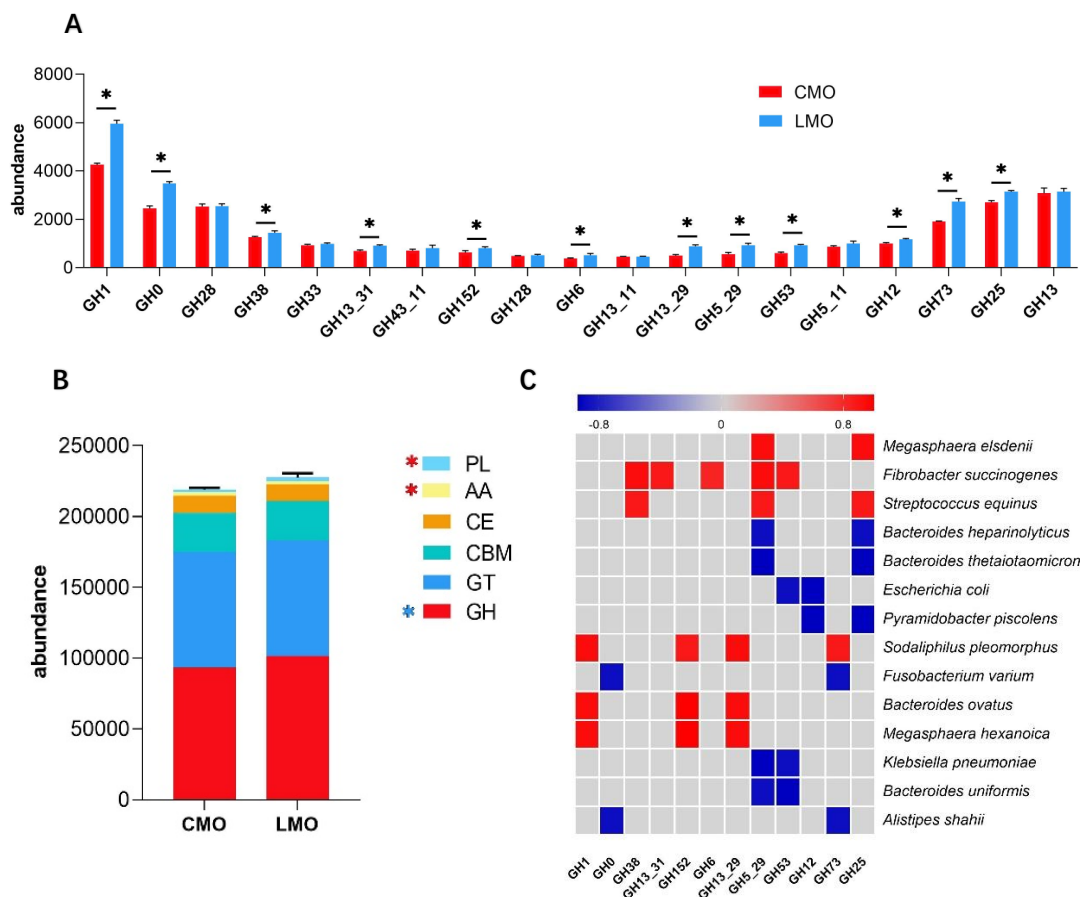 A
8000
6000
4000
2000
0
abundance
CMO
LMO
*
*
*
*
*
*
*
*
*
*
*
*
GH1
GH0
GH28
GH38
GH33
GH13_31
GH43_11
GH152
GH128
GH6
GH13_11
GH13_29
GH5_29
GH53
GH5_11
GH12
GH73
GH25
GH13
B
250000
200000
150000
100000
50000
0
abundance
CMO
LMO
* PL
* AA
CE
CBM
GT
* GH
C
-0.8 0 0.8
Megasphaera elsdenii
Fibrobacter succinogenes
Streptococcus equinus
Bacteroides heparinolyticus
Bacteroides thetaiotaomicron
Escherichia coli
Pyramidobacter piscolens
Sodaliphilus pleomorphus
Fusobacterium varium
Bacteroides ovatus
Megasphaera hexanoica
Klebsiella pneumoniae
Bacteroides uniformis
Alistipes shahii
GH1
GH0
GH38
GH13_31
GH152
GH6
GH13_29
GH5_29
GH53
GH12
GH73
GH25